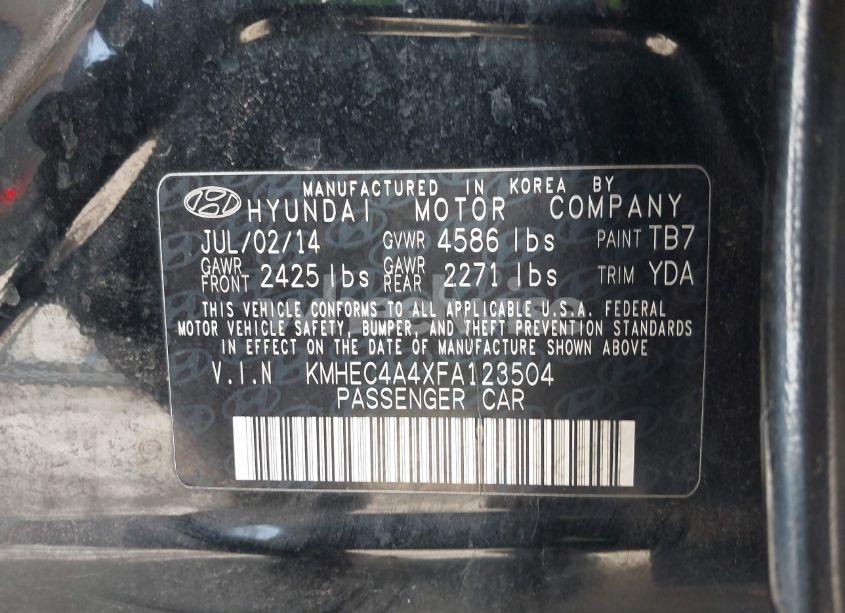 MANUFACTURED IN KOREA BY
HYUNDAI MOTOR COMPANY
JUL/02/14 GVWR 4586 lbs PAINT TB7
GAWR FRONT 2425 lbs GAWR REAR 2271 lbs TRIM YDA
THIS VEHICLE CONFORMS TO ALL APPLICABLE U.S.A. FEDERAL
MOTOR VEHICLE SAFETY, BUMPER, AND THEFT PREVENTION STANDARDS
IN EFFECT ON THE DATE OF MANUFACTURE SHOWN ABOVE
V.I.N KMHEC4A4XFA123504
PASSENGER CAR